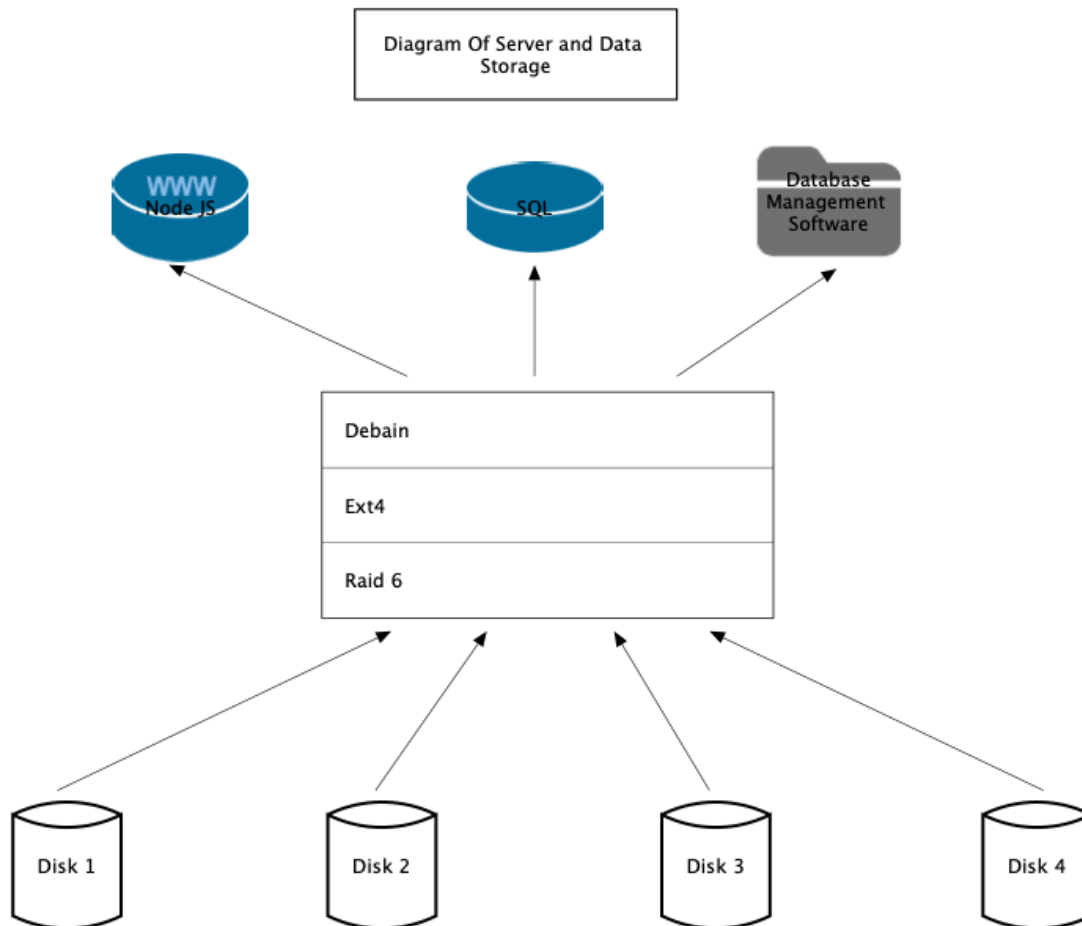 Diagram Of Server and Data
Storage
WWW
Node JS
SQL
Database
Management
Software
Debain
Ext4
Raid 6
Disk 1
Disk 2
Disk 3
Disk 4